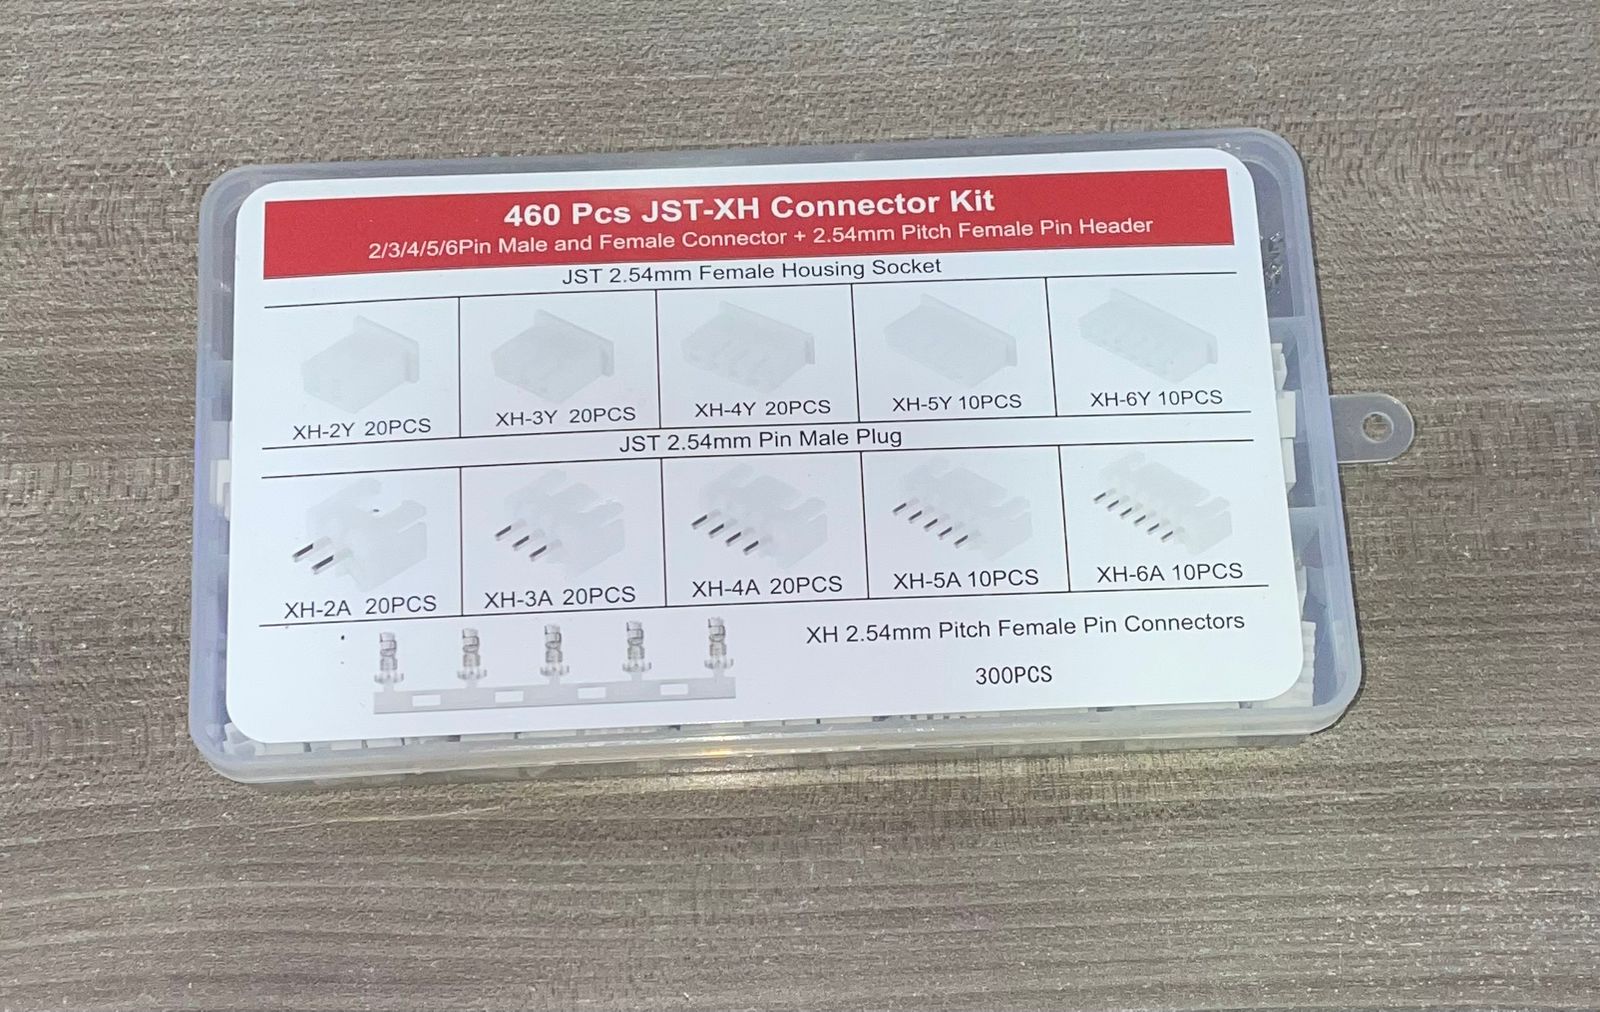 460 Pcs JST-XH Connector Kit
2/3/4/5/6Pin Male and Female Connector + 2.54mm Pitch Female Pin Header
JST 2.54mm Female Housing Socket
XH-2Y 20PCS
XH-3Y 20PCS
XH-4Y 20PCS
XH-5Y 10PCS
XH-6Y 10PCS
JST 2.54mm Pin Male Plug
XH-2A 20PCS
XH-3A 20PCS
XH-4A 20PCS
XH-5A 10PCS
XH-6A 10PCS
XH 2.54mm Pitch Female Pin Connectors
300PCS